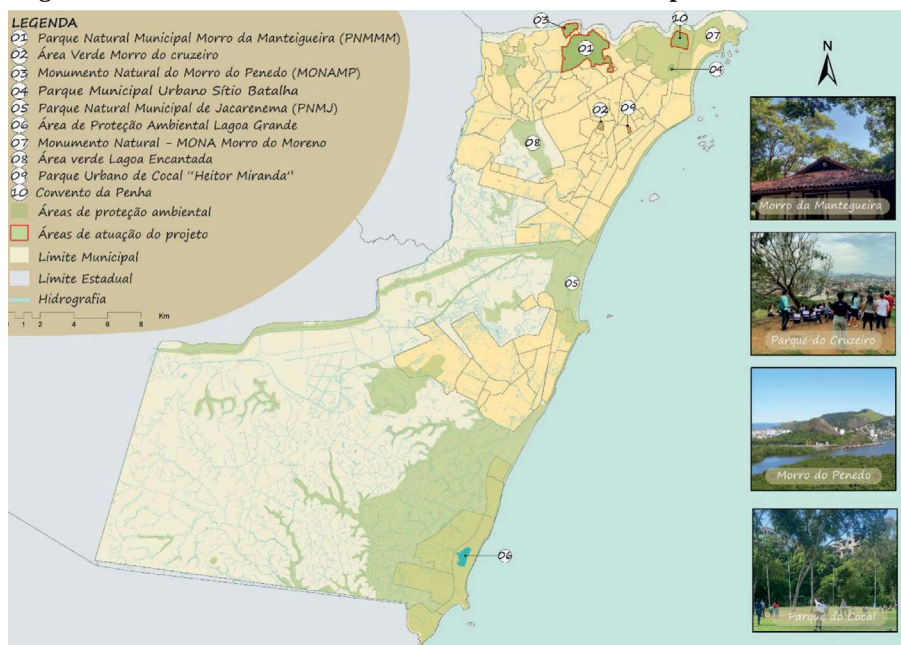 LEGENDA
01 Parque Natural Municipal Morro da Manteigueira (PNMMM)
02 Área Verde Morro do cruzeiro
03 Monumento Natural do Morro do Penedo (MONAMP)
04 Parque Municipal Urbano Sítio Batalha
05 Parque Natural Municipal de Jacarenema (PNMJ)
06 Área de Proteção Ambiental Lagoa Grande
07 Monumento Natural - MONA Morro do Moreno
08 Área verde Lagoa Encantada
09 Parque Urbano de Cocal "Heitor Miranda"
10 Convento da Penha
Áreas de proteção ambiental
Áreas de atuação do projeto
Limite Municipal
Limite Estadual
Hidrografia
0 1 2 4 6 8 Km
03
10
01
07
04
02
09
08
05
06
N
Morro da Mantegueira
Parque do Cruzeiro
Morro do Penedo
Parque do Cocal